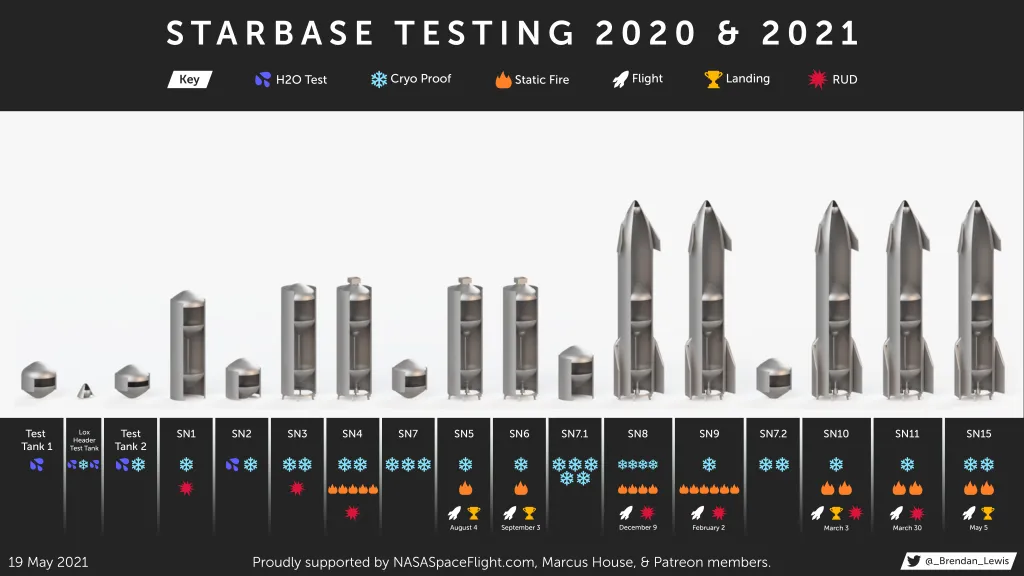 STARBASE TESTING 2020 & 2021
Key
H2O Test
Cryo Proof
Static Fire
Flight
Landing
RUD
Test
Tank 1
Lox
Header
Test Tank
Test
Tank 2
SN1
SN2
SN3
SN4
SN7
SN5
SN6
SN7.1
SN8
SN9
SN7.2
SN10
SN11
SN15
August 4
September 3
December 9
February 2
March 3
March 30
May 5
19 May 2021
Proudly supported by NASASpaceFlight.com, Marcus House, & Patreon members.
@_Brendan_Lewis